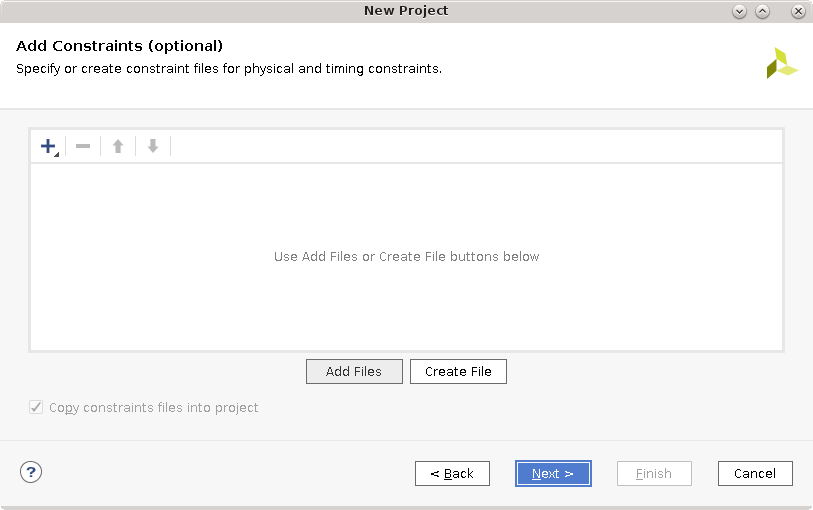 New Project
Add Constraints (optional)
Specify or create constraint files for physical and timing constraints.
Use Add Files or Create File buttons below
Add Files
Create File
Copy constraints files into project
?
< Back
Next >
Finish
Cancel